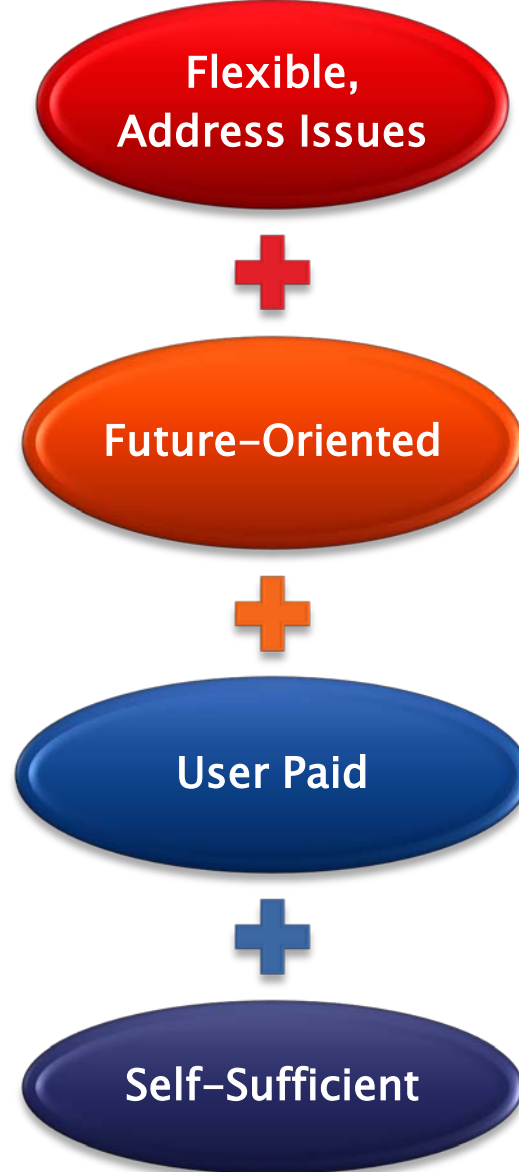 Flexible,
Address Issues
Future-Oriented
User Paid
Self-Sufficient